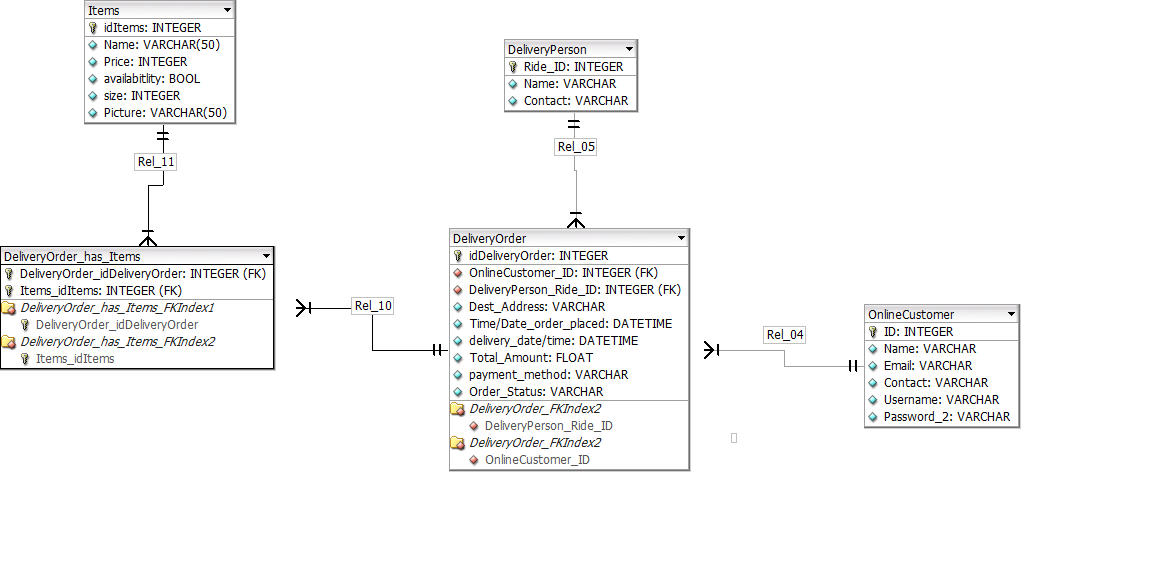 Items
idItems: INTEGER
Name: VARCHAR(50)
Price: INTEGER
availabitlity: BOOL
size: INTEGER
Picture: VARCHAR(50)
DeliveryPerson
Ride_ID: INTEGER
Name: VARCHAR
Contact: VARCHAR
Rel_11
Rel_05
DeliveryOrder_has_Items
DeliveryOrder_idDeliveryOrder: INTEGER (FK)
Items_idItems: INTEGER (FK)
DeliveryOrder_has_Items_FKIndex1
DeliveryOrder_idDeliveryOrder
DeliveryOrder_has_Items_FKIndex2
Items_idItems
Rel_10
DeliveryOrder
idDeliveryOrder: INTEGER
OnlineCustomer_ID: INTEGER (FK)
DeliveryPerson_Ride_ID: INTEGER (FK)
Dest_Address: VARCHAR
Time/Date_order_placed: DATETIME
delivery_date/time: DATETIME
Total_Amount: FLOAT
payment_method: VARCHAR
Order_Status: VARCHAR
DeliveryOrder_FKIndex2
DeliveryPerson_Ride_ID
DeliveryOrder_FKIndex2
OnlineCustomer_ID
Rel_04
OnlineCustomer
ID: INTEGER
Name: VARCHAR
Email: VARCHAR
Contact: VARCHAR
Username: VARCHAR
Password_2: VARCHAR